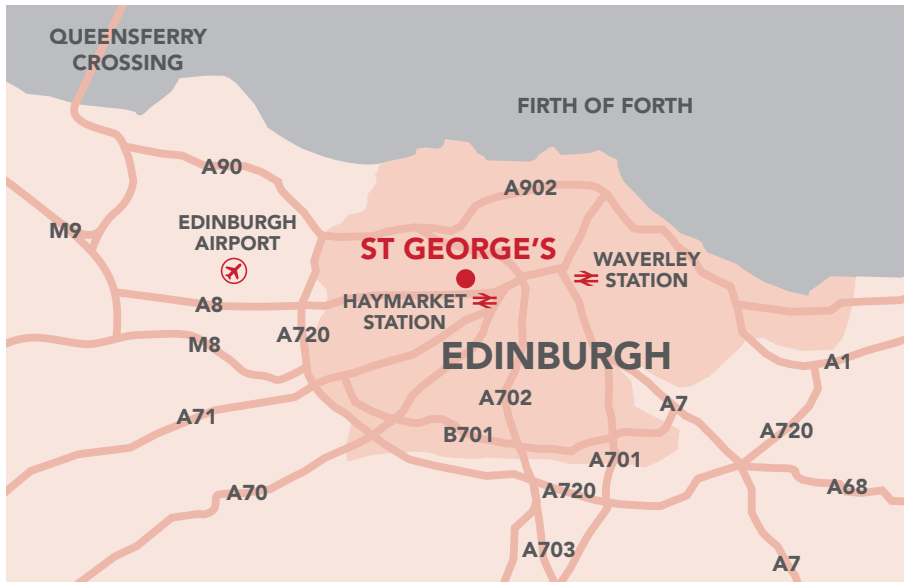 QUEENSFERRY
CROSSING
FIRTH OF FORTH
A90
A902
M9
EDINBURGH
AIRPORT
ST GEORGE'S
WAVERLEY
STATION
A8
HAYMARKET
STATION
M8
A720
EDINBURGH
A1
A702
A7
A71
B701
A720
A701
A70
A720
A68
A703
A7